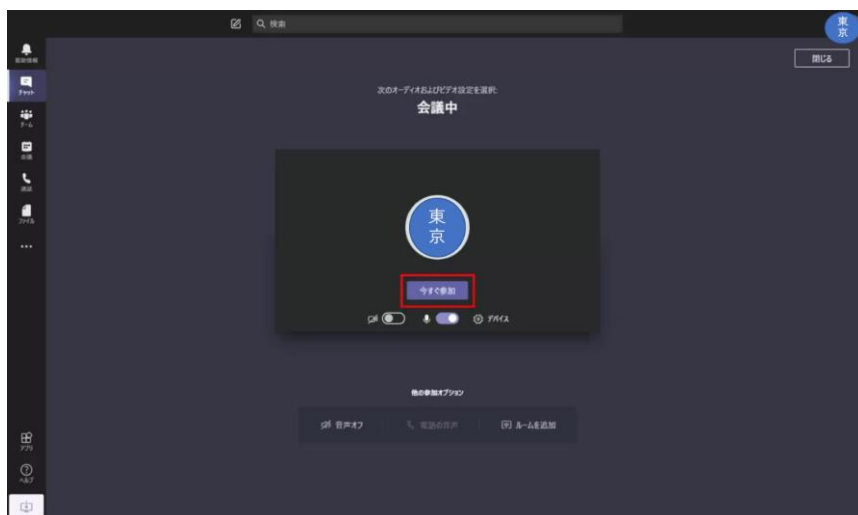 検索
東
京
最新情報
チャット
チーム
会議
通話
ファイル
...
閉じる
次のオーディオおよびビデオ設定を選択:
会議中
東
京
今すぐ参加
デバイス
他の参加オプション
音声オフ
電話の音声
ルームを追加
アプリ
ヘルプ